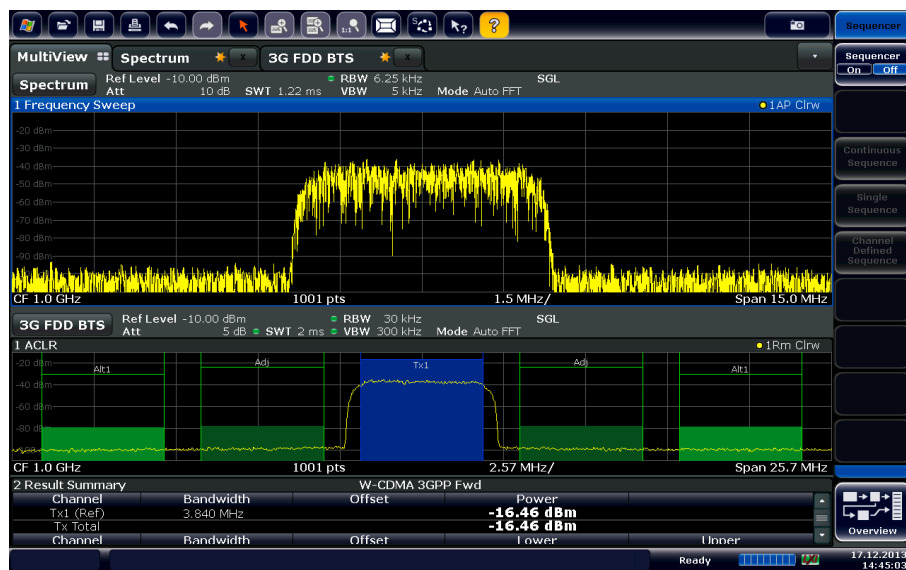 Sequencer
MultiView
Spectrum
x
3G FDD BTS
x
Sequencer
On Off
Spectrum
Ref Level -10.00 dBm
RBW 6.25 kHz
SGL
Att 10 dB SWT 1.22 ms VBW 5 kHz Mode Auto FFT
1 Frequency Sweep
1AP Clrw
-20 dBm
-30 dBm
-40 dBm
-50 dBm
-60 dBm
-70 dBm
-80 dBm
-90 dBm
CF 1.0 GHz 1001 pts 1.5 MHz/ Span 15.0 MHz
Continuous
Sequence
Single
Sequence
Channel
Defined
Sequence
3G FDD BTS
Ref Level -10.00 dBm RBW 30 kHz SGL
Att 5 dB SWT 2 ms VBW 300 kHz Mode Auto FFT
1 ACLR
1Rm Clrw
-20 dBm
-40 dBm
-60 dBm
-80 dBm
Alt1
Adj
Tx1
Adj
Alt1
CF 1.0 GHz 1001 pts 2.57 MHz/ Span 25.7 MHz
2 Result Summary W-CDMA 3GPP Fwd
Channel Bandwidth Offset Power
Tx1 (Ref) 3.840 MHz -16.46 dBm
Tx Total -16.46 dBm
Channel Bandwidth Offset Lower Upper
Overview
Ready
17.12.2013
14:45:03